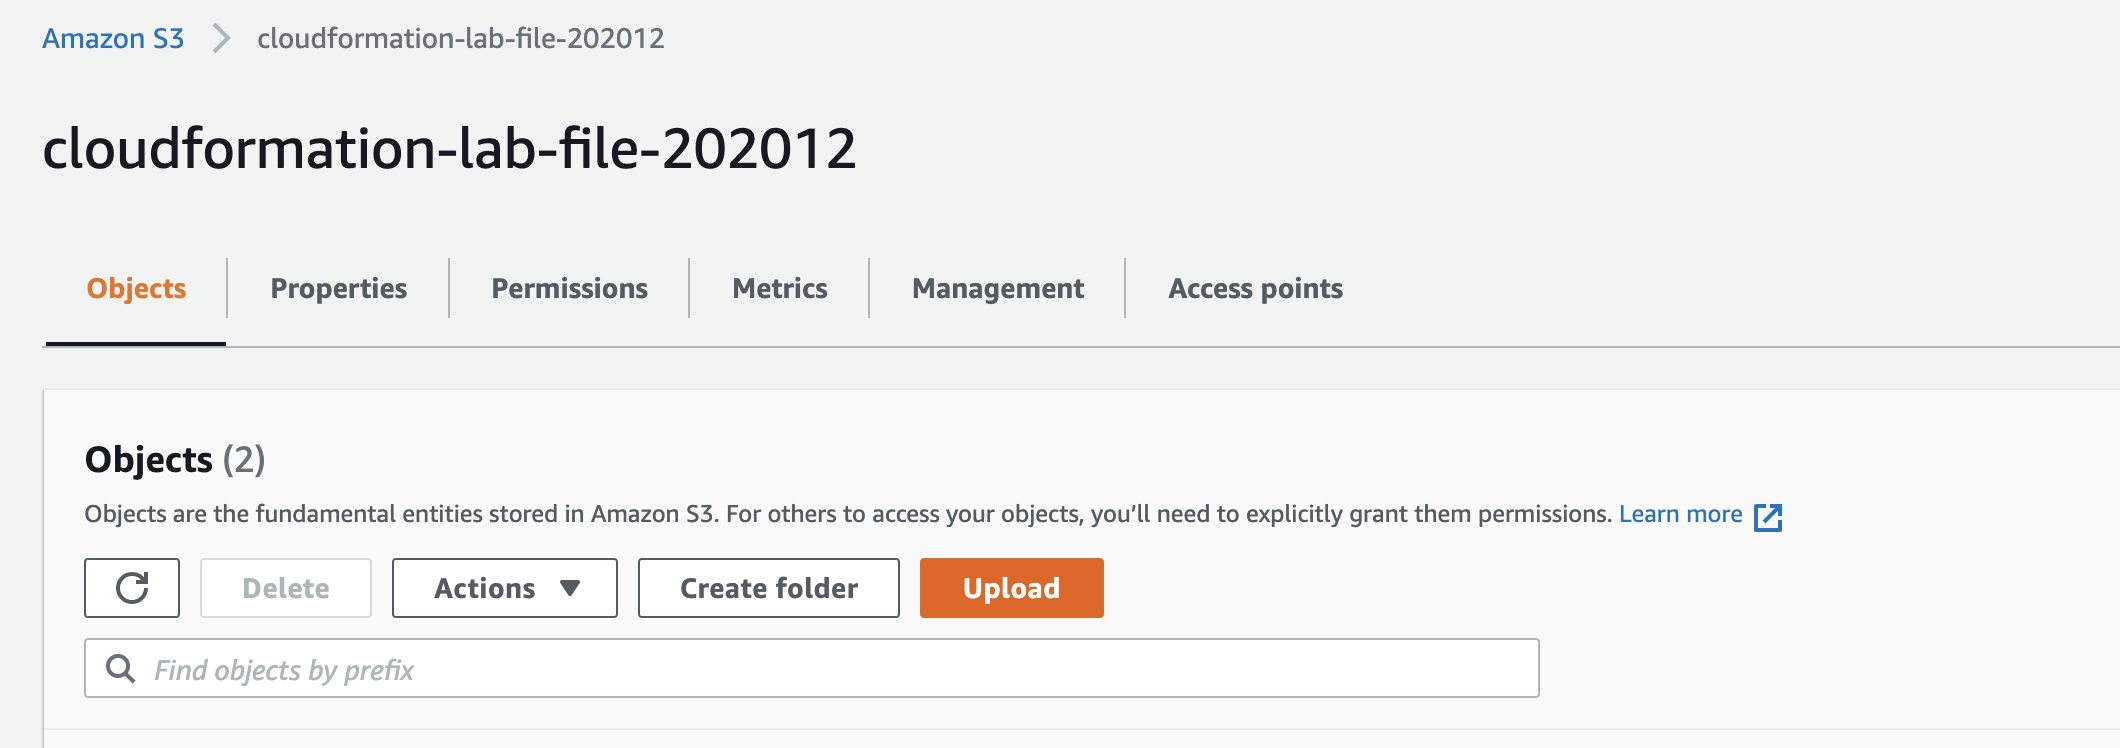 Amazon S3 cloudformation-lab-file-202012
cloudformation-lab-file-202012
Objects Properties Permissions Metrics Management Access points
Objects (2)
Objects are the fundamental entities stored in Amazon S3. For others to access your objects, you’ll need to explicitly grant them permissions. Learn more
Delete Actions Create folder Upload
Find objects by prefix